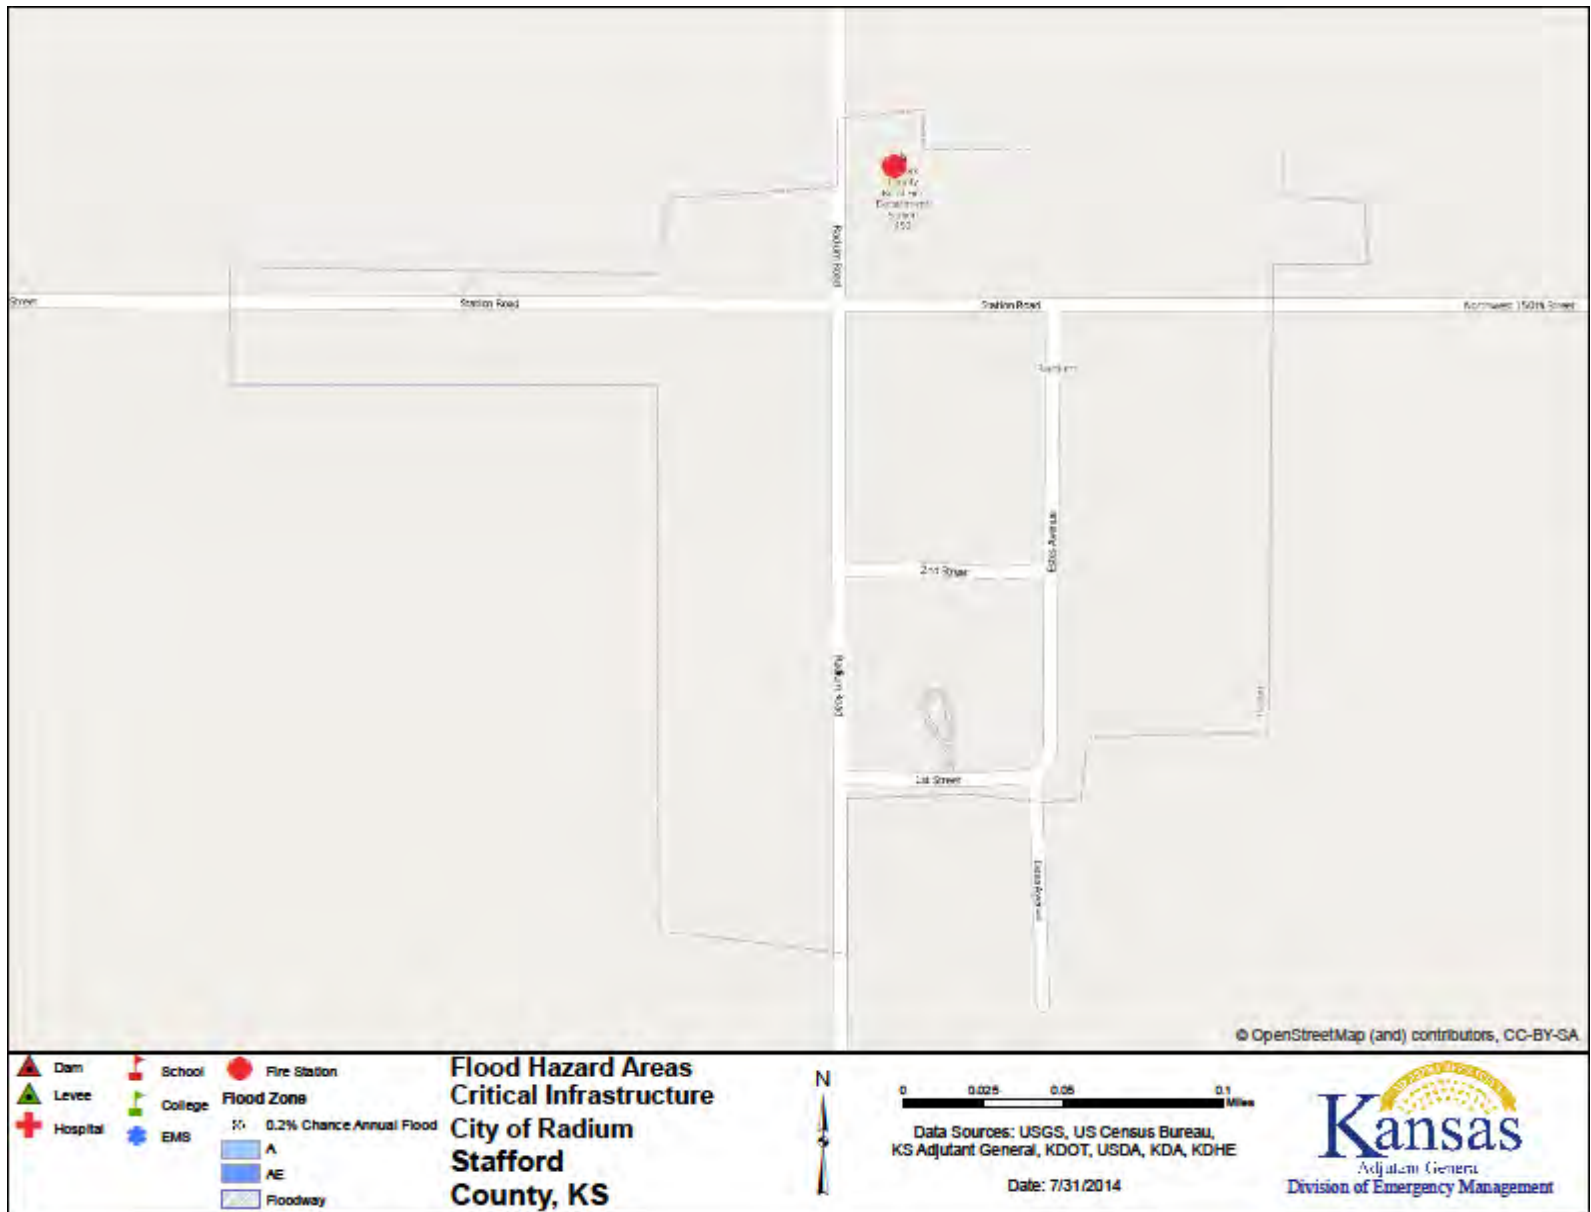 Radium Road
Street
Station Road
Station Road
Northwest 150th Street
Radium
Estes Avenue
2nd Street
Radium Road
1st Street
© OpenStreetMap (and) contributors, CC-BY-SA
Dam
Levee
Hospital
School
College
EMS
Fire Station
Flood Zone
0.2% Chance Annual Flood
A
AE
Floodway
Flood Hazard Areas
Critical Infrastructure
City of Radium
Stafford
County, KS
N
0 0.025 0.05 0.1
Miles
Data Sources: USGS, US Census Bureau,
KS Adjutant General, KDOT, USDA, KDA, KDHE
Date: 7/31/2014
Kansas
Adjutant General
Division of Emergency Management